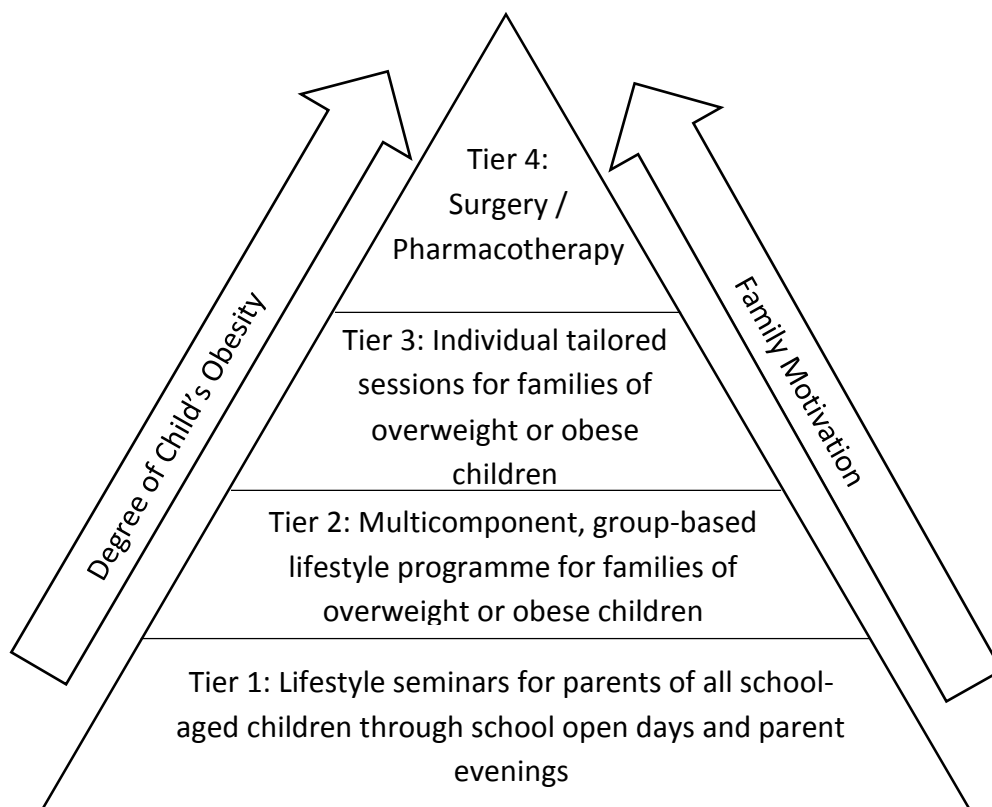 Tier 4:
Surgery /
Pharmacotherapy
Degree of Child's Obesity
Family Motivation
Tier 3: Individual tailored
sessions for families of
overweight or obese
children
Tier 2: Multicomponent, group-based
lifestyle programme for families of
overweight or obese children
Tier 1: Lifestyle seminars for parents of all school-
aged children through school open days and parent
evenings